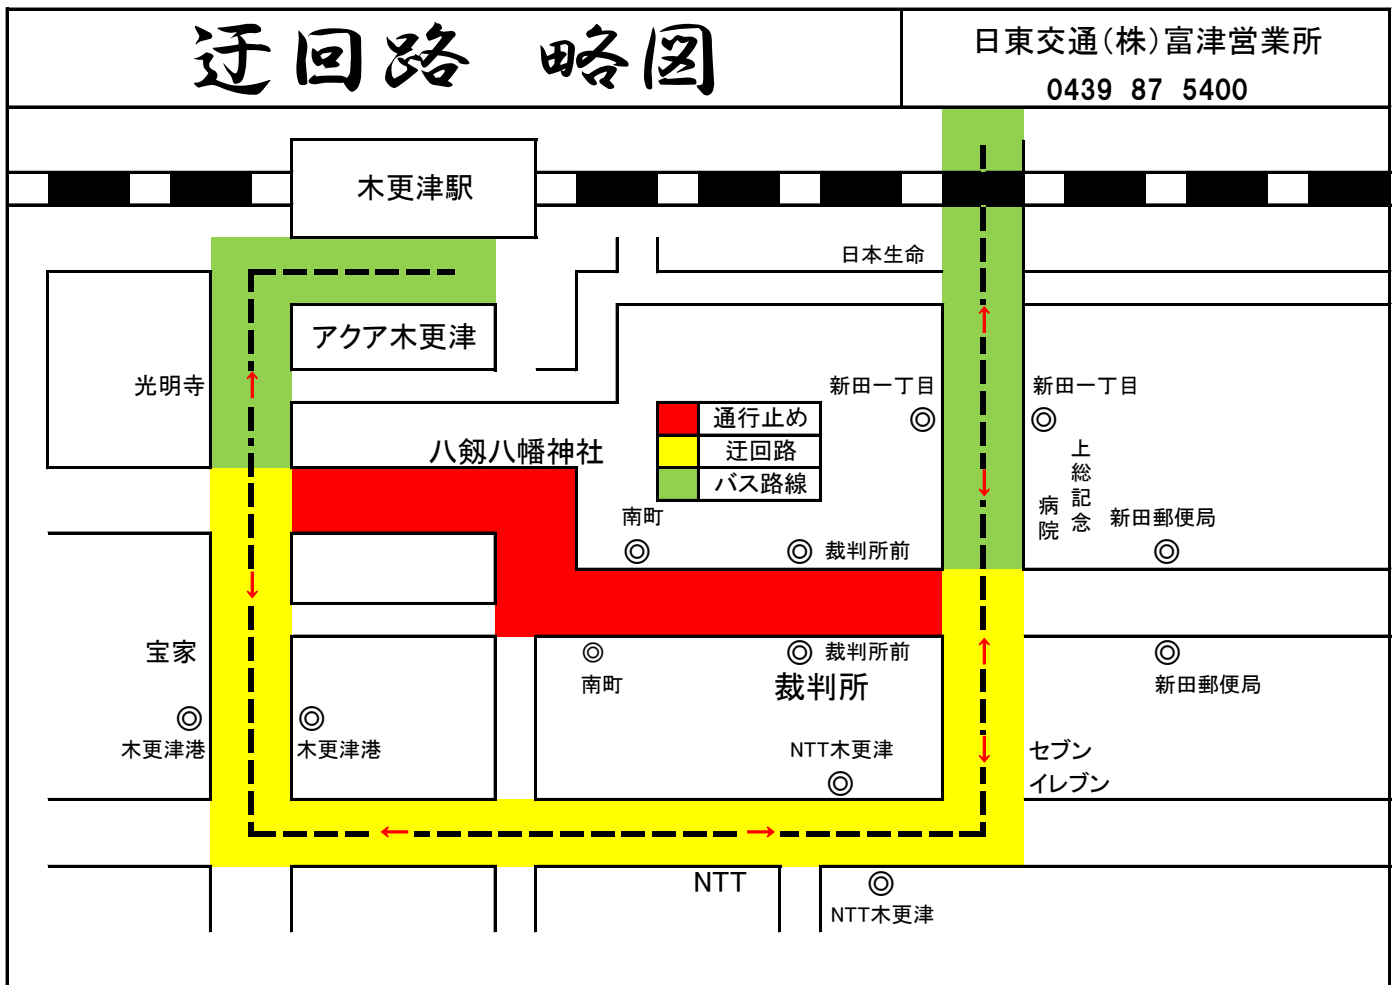 迂回路 略図
日東交通(株)富津営業所
0439 87 5400
木更津駅
日本生命
アクア木更津
光明寺
新田一丁目
新田一丁目
通行止め
迂回路
バス路線
八剱八幡神社
上総記念
病院
南町
裁判所前
新田郵便局
宝家
南町
裁判所前
裁判所
新田郵便局
木更津港
木更津港
NTT木更津
セブン
イレブン
NTT
NTT木更津